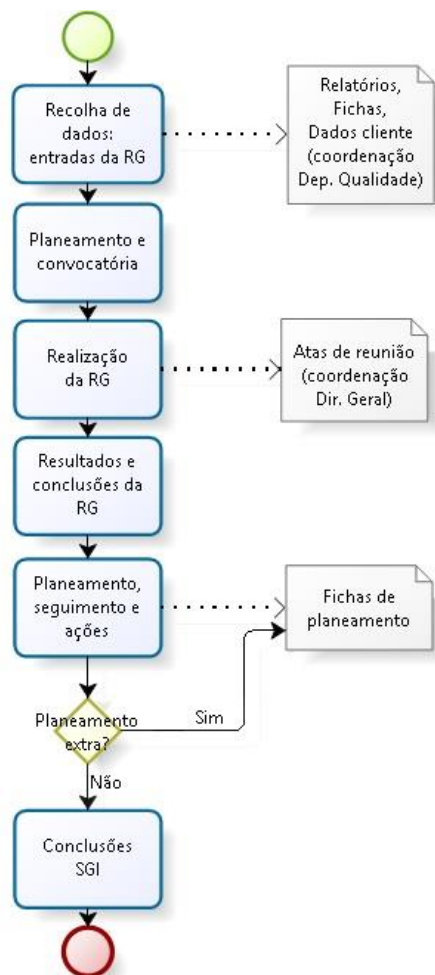 Recolha de
dados:
entradas da RG
Relatórios,
Fichas,
Dados cliente
(coordenação
Dep. Qualidade)
Planeamento e
convocatória
Realização
da RG
Atas de reunião
(coordenação
Dir. Geral)
Resultados e
conclusões da
RG
Planeamento,
seguimento e
ações
Fichas de
planeamento
Planeamento
extra?
Sim
Não
Conclusões
SGI